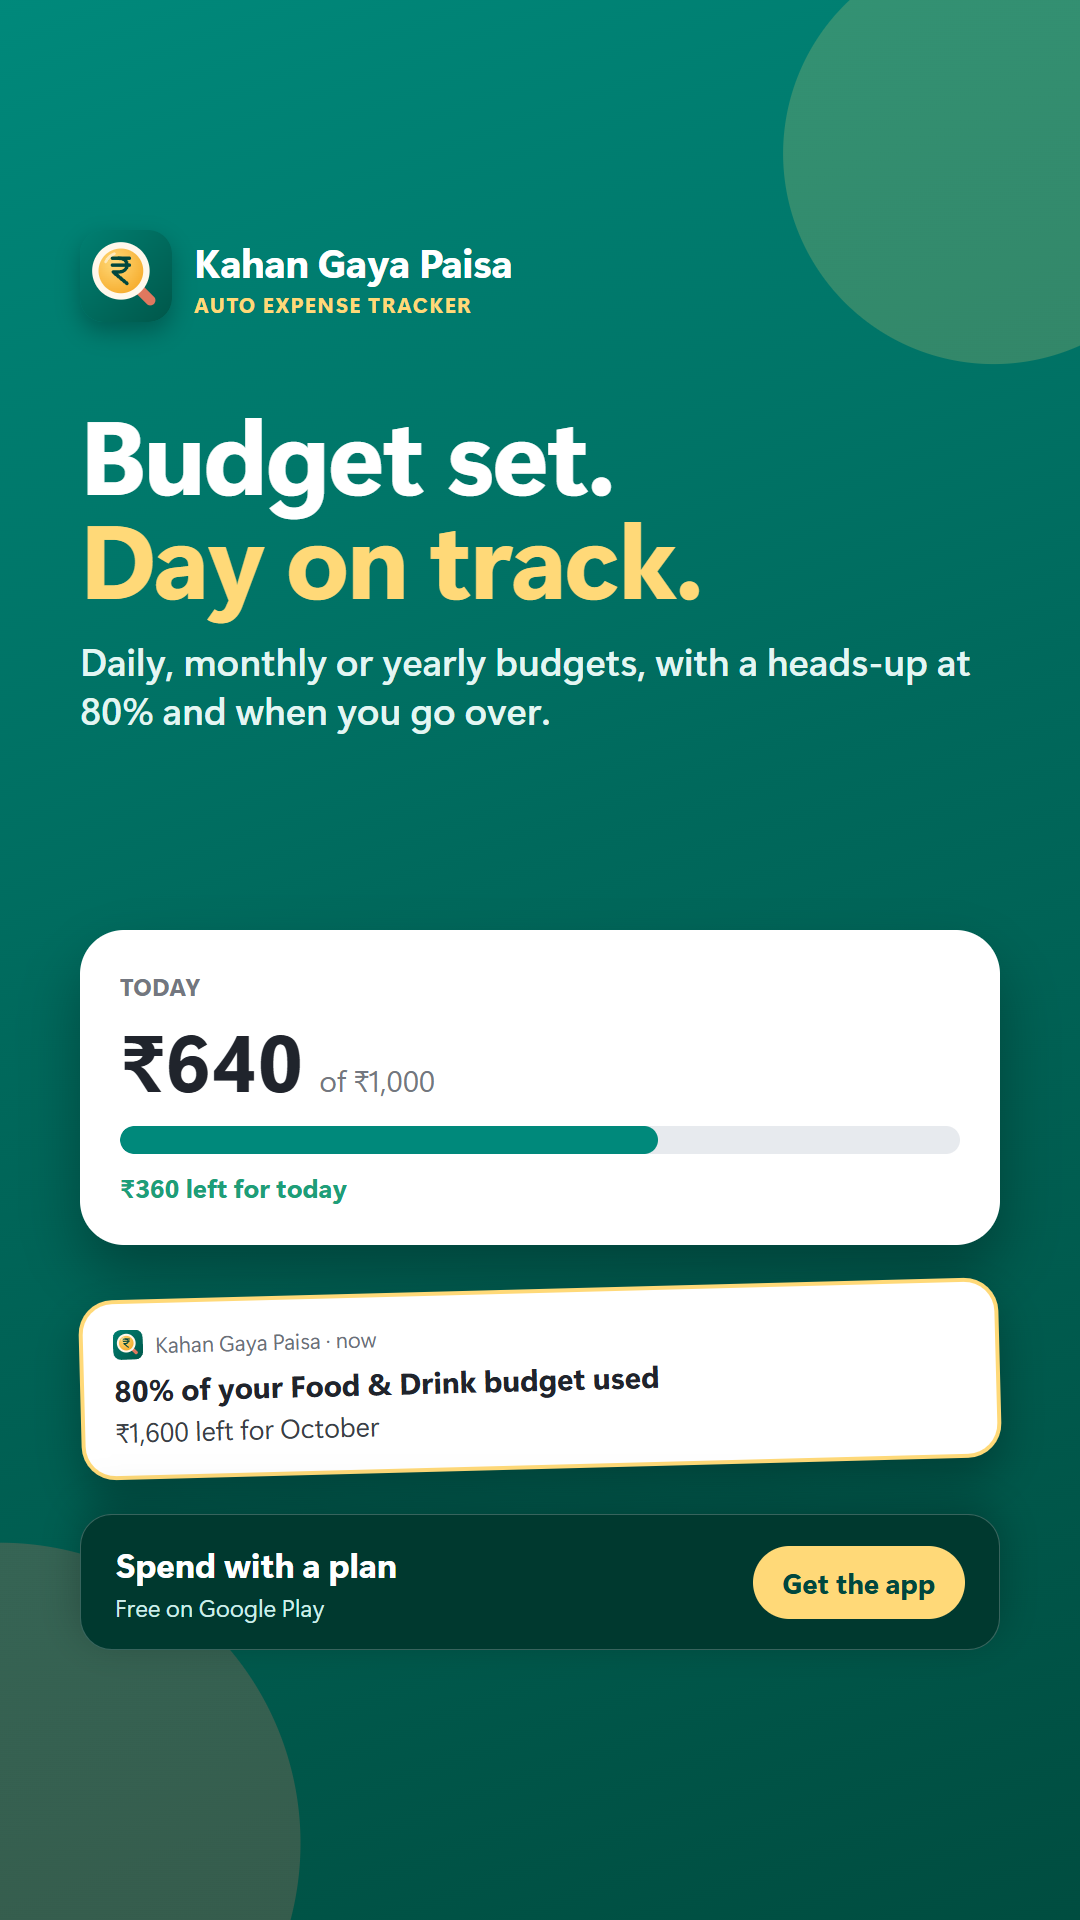 Kahan Gaya Paisa
AUTO EXPENSE TRACKER
Budget set.
Day on track.
Daily, monthly or yearly budgets, with a heads-up at
80% and when you go over.
TODAY
₹640 of ₹1,000
₹360 left for today
Kahan Gaya Paisa · now
80% of your Food & Drink budget used
₹1,600 left for October
Spend with a plan
Free on Google Play
Get the app